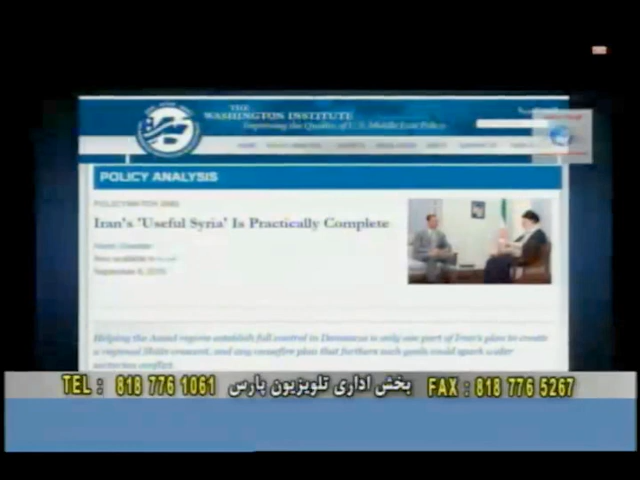 THE
WASHINGTON INSTITUTE
Improving the Quality of U.S. Middle East Policy
POLICY ANALYSIS
Iran's 'Useful Syria' Is Practically Complete
Helping the Assad regime establish full control in Damascus is only one part of Iran's plan to create
a regional Shiite crescent, and any ceasefire plan that furthers such goals could spark wider
sectarian conflict.
TEL : 818 776 1061 بخش اداری تلویزیون پارس FAX : 818 776 5267